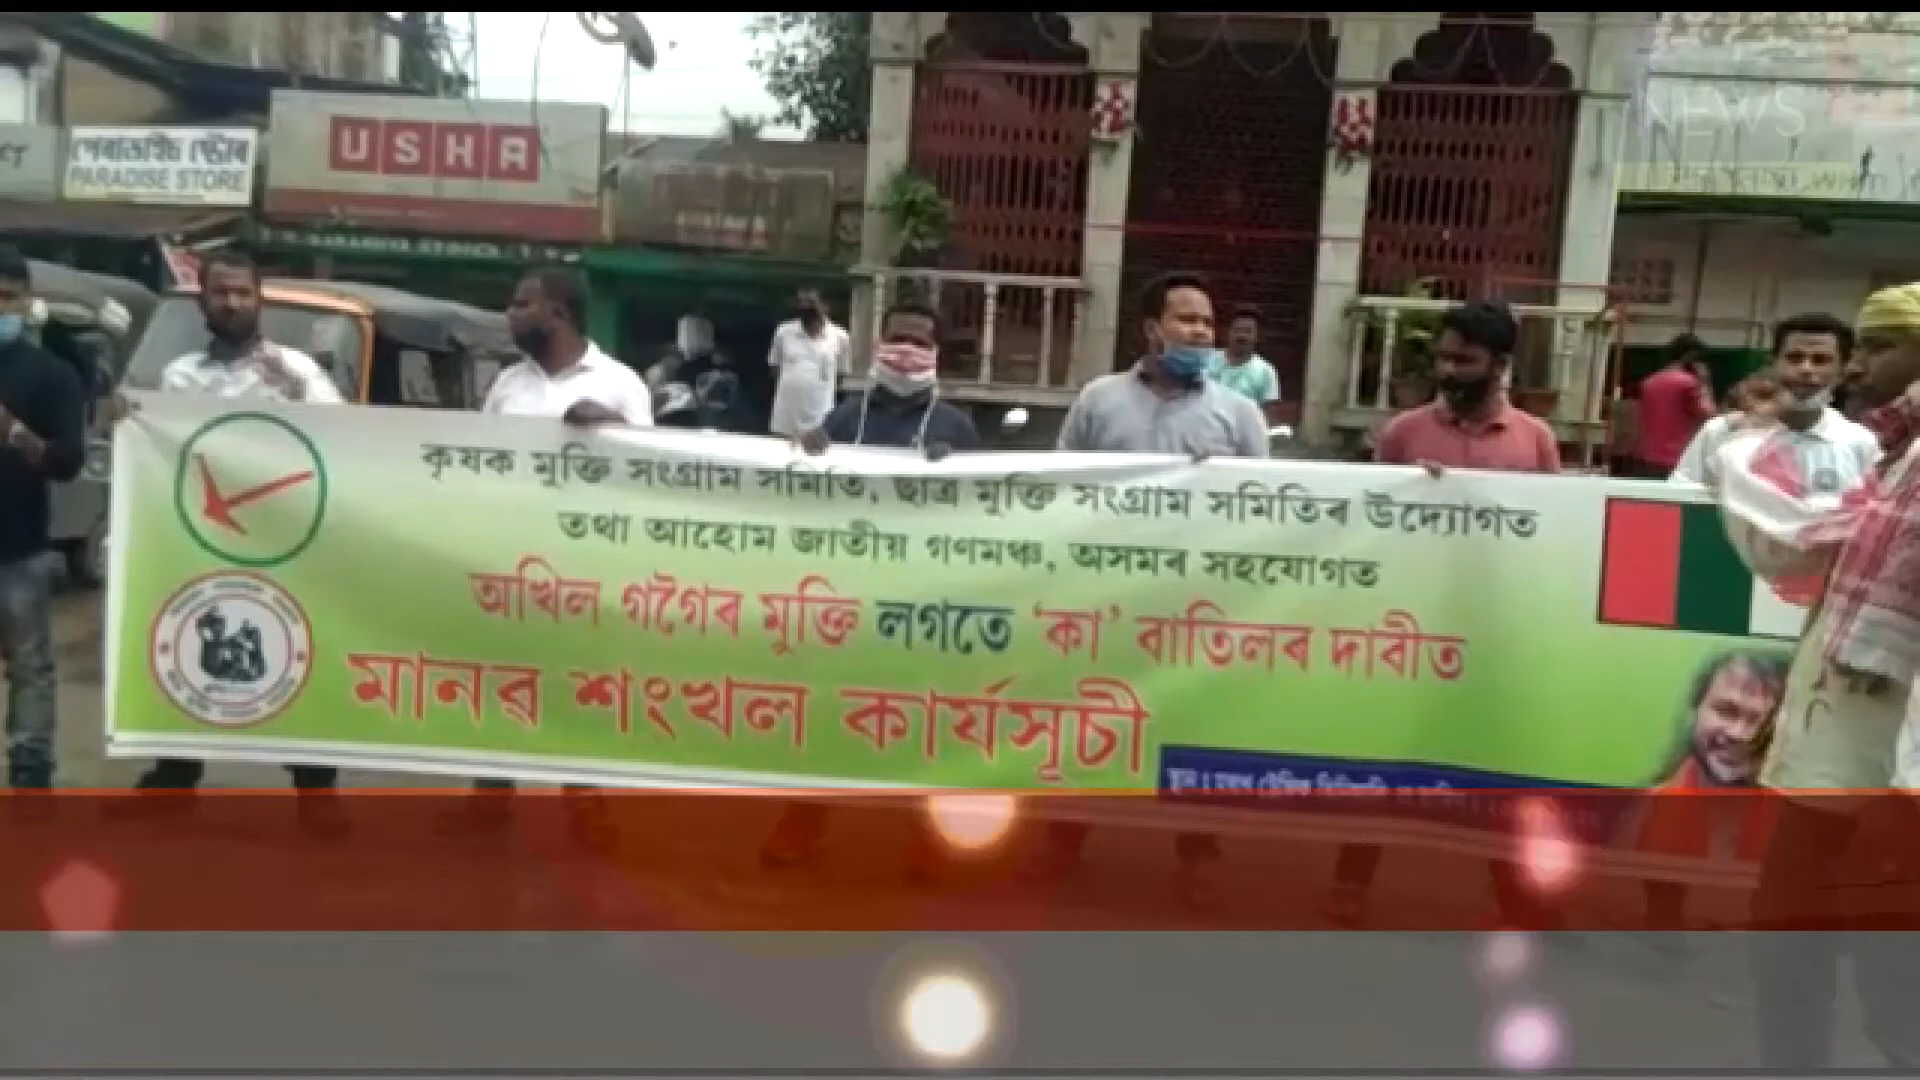 NEWS
পেৰাডাইচ ষ্টোৰ
PARADISE STORE
USHA
কৃষক মুক্তি সংগ্ৰাম সমিতি, ছাত্ৰ মুক্তি সংগ্ৰাম সমিতিৰ উদ্যোগত
তথা আহোম জাতীয় গণমঞ্চ, অসমৰ সহযোগত
অখিল গগৈৰ মুক্তি লগতে ‘কা’ বাতিলৰ দাবীত
মানৱ শংখল কাৰ্যসূচী